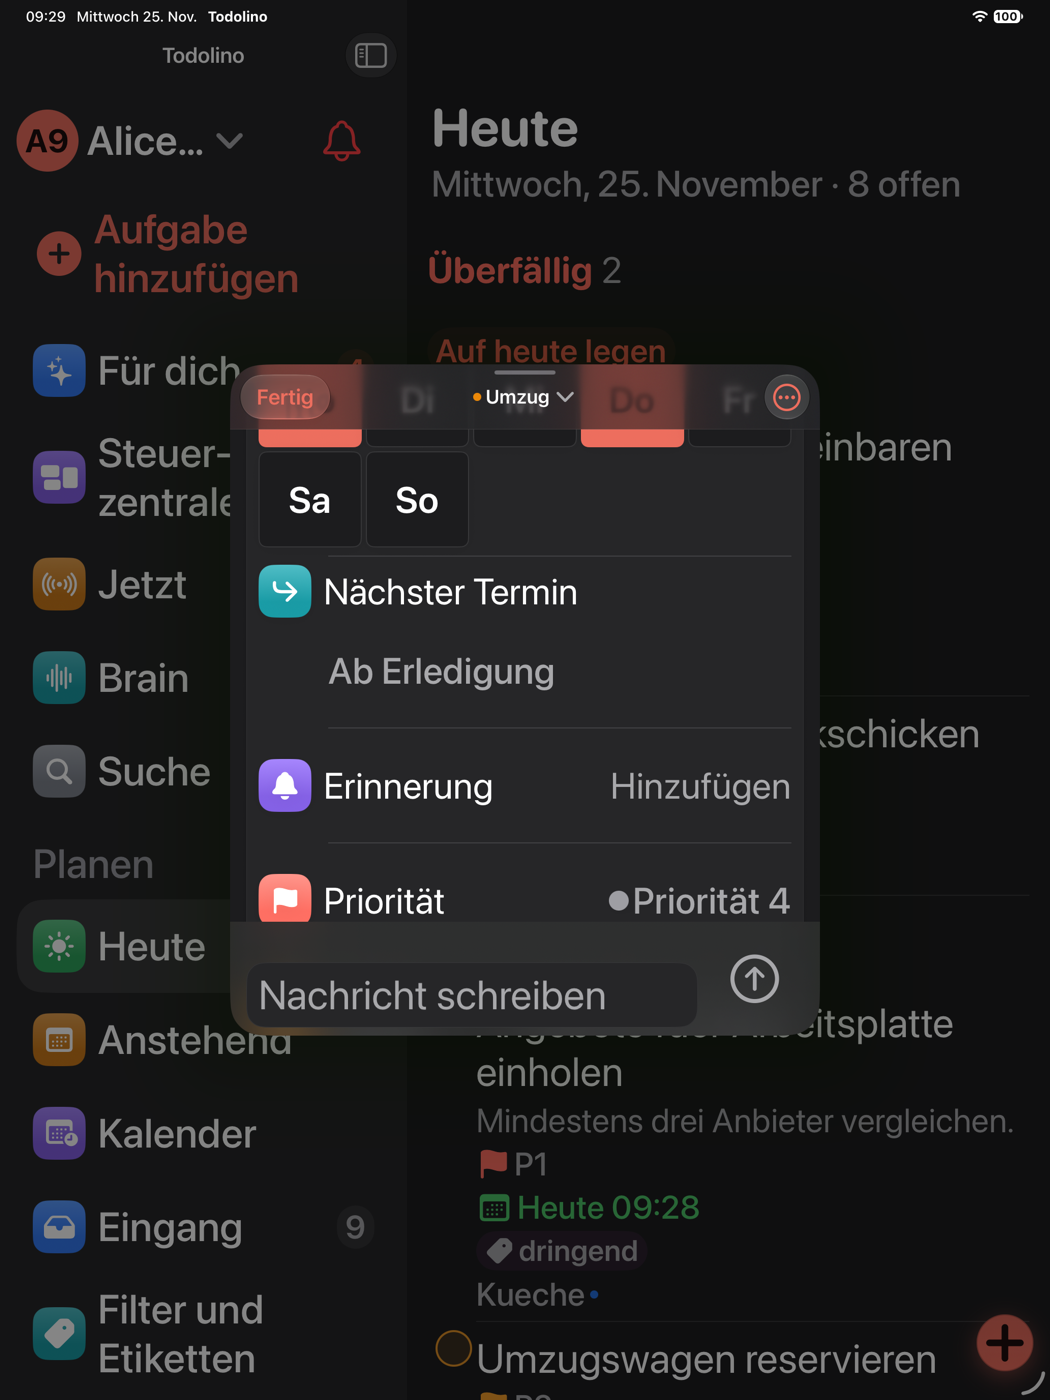 09:29 Mittwoch 25. Nov. Todolino
100
Todolino
A9 Alice...
Aufgabe
hinzufügen
Für dich
Steuer-
zentrale
Jetzt
Brain
Suche
Planen
Heute
Anstehend
Kalender
Eingang 9
Filter und
Etiketten
Heute
Mittwoch, 25. November · 8 offen
Überfällig 2
Auf heute legen
Fertig
Umzug
Di
Mi
Do
Fr
Sa
So
Nächster Termin
Ab Erledigung
Erinnerung Hinzufügen
Priorität Priorität 4
Nachricht schreiben
einbaren
kschicken
beitsplatte
einholen
Mindestens drei Anbieter vergleichen.
P1
Heute 09:28
dringend
Kueche
Umzugswagen reservieren